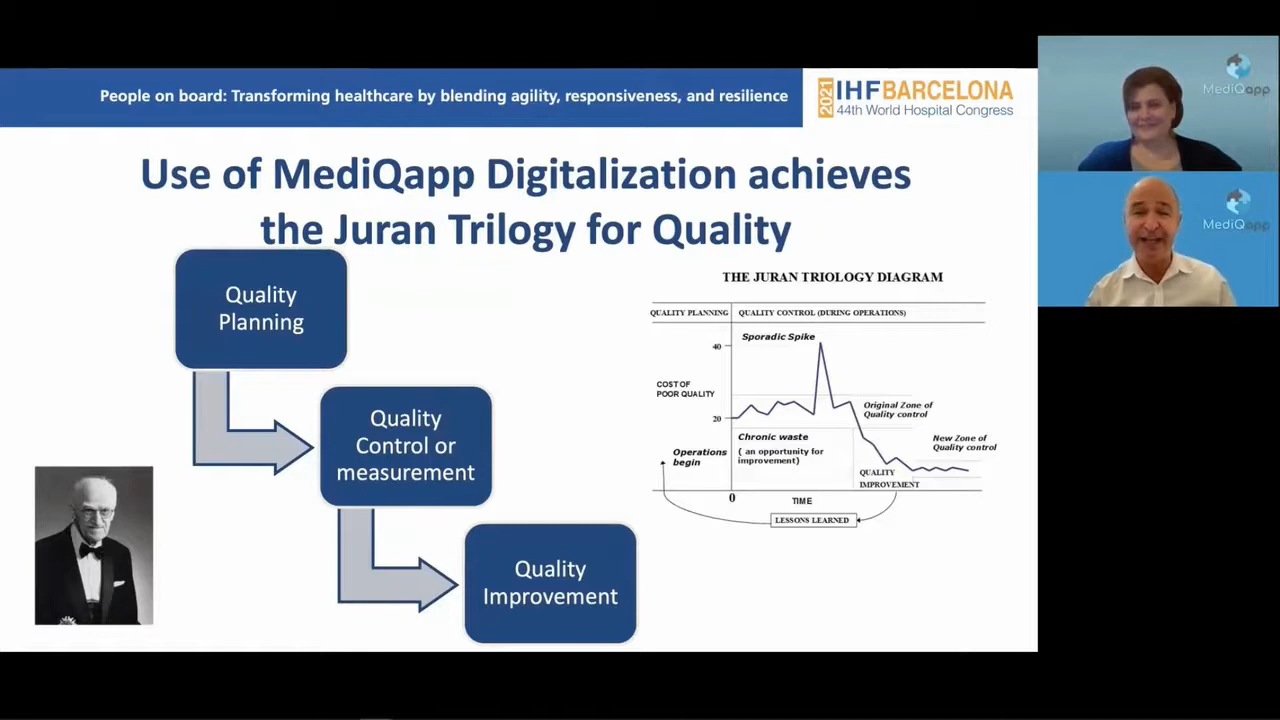 People on board: Transforming healthcare by blending agility, responsiveness, and resilience
2021
IHFBARCELONA
44th World Hospital Congress
MediQapp
MediQapp
Use of MediQapp Digitalization achieves
the Juran Trilogy for Quality
Quality
Planning
Quality
Control or
measurement
Quality
Improvement
THE JURAN TRIOLOGY DIAGRAM
QUALITY PLANNING
QUALITY CONTROL (DURING OPERATIONS)
Sporadic Spike
40
COST OF
POOR QUALITY
20
Original Zone of
Quality control
Chronic waste
( an opportunity for
improvement)
Operations
begin
New Zone of
Quality control
QUALITY
IMPROVEMENT
0
TIME
LESSONS LEARNED